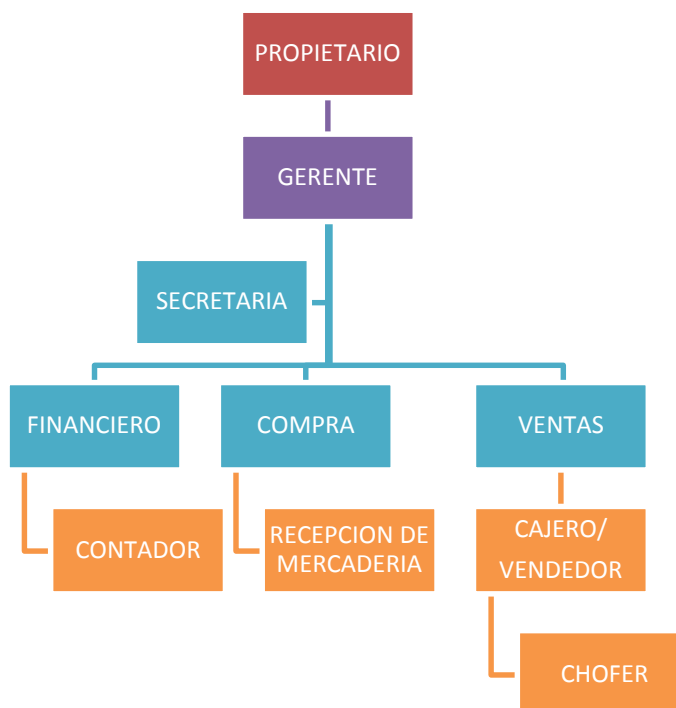 PROPIETARIO
GERENTE
SECRETARIA
FINANCIERO
COMPRA
VENTAS
CONTADOR
RECEPCION DE
MERCADERIA
CAJERO/
VENDEDOR
CHOFER